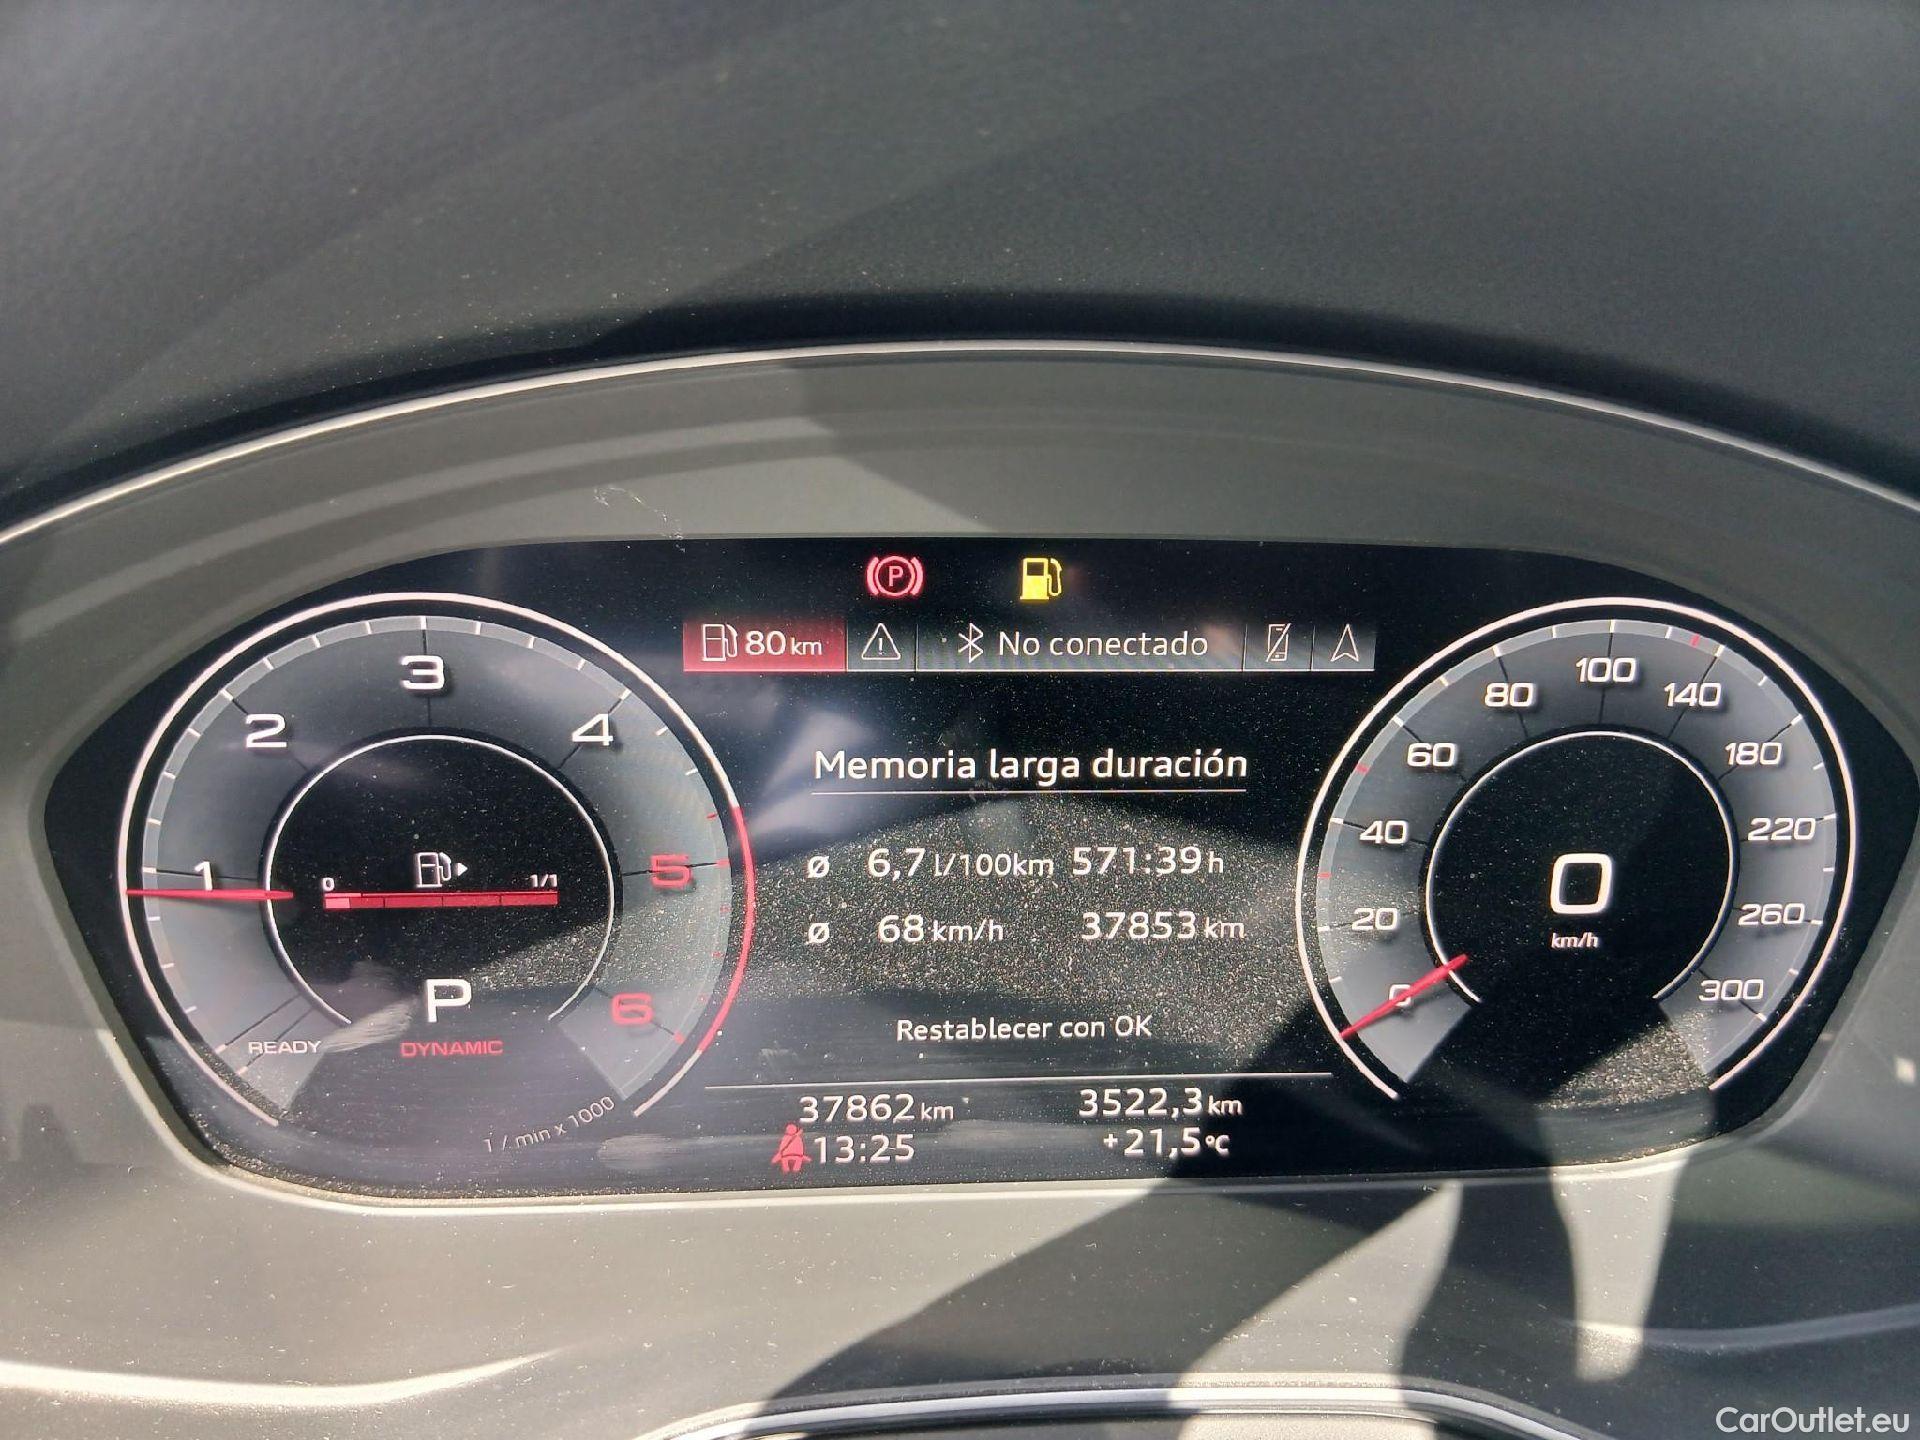 P
80 km
No conectado
1
2
3
4
5
6
0
1/1
P
READY
DYNAMIC
1 / min x 1000
Memoria larga duración
ø 6,7 l/100km 571:39 h
ø 68 km/h 37853 km
Restablecer con OK
37862 km 3522,3 km
13:25 +21,5 °C
0
20
40
60
80
100
140
180
220
260
300
0
km/h
CarOutlet.eu